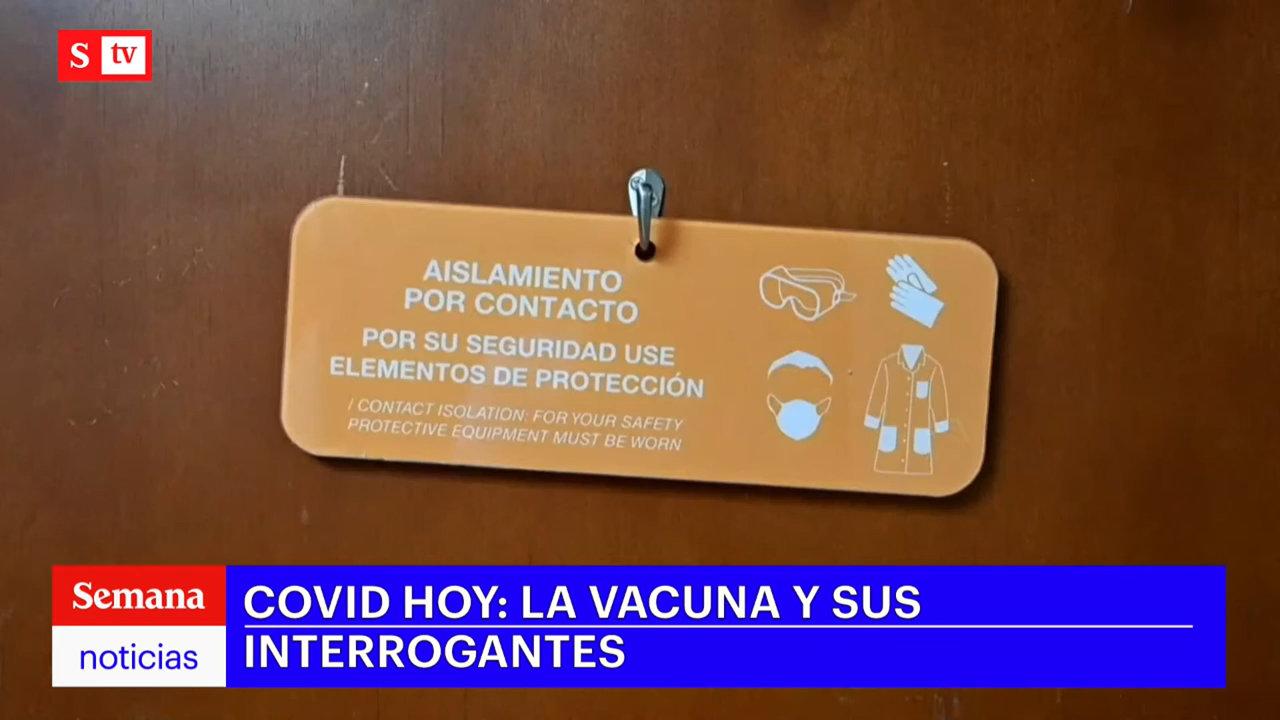 S tv
AISLAMIENTO
POR CONTACTO
POR SU SEGURIDAD USE
ELEMENTOS DE PROTECCIÓN
/ CONTACT ISOLATION: FOR YOUR SAFETY
PROTECTIVE EQUIPMENT MUST BE WORN
Semana
noticias
COVID HOY: LA VACUNA Y SUS
INTERROGANTES